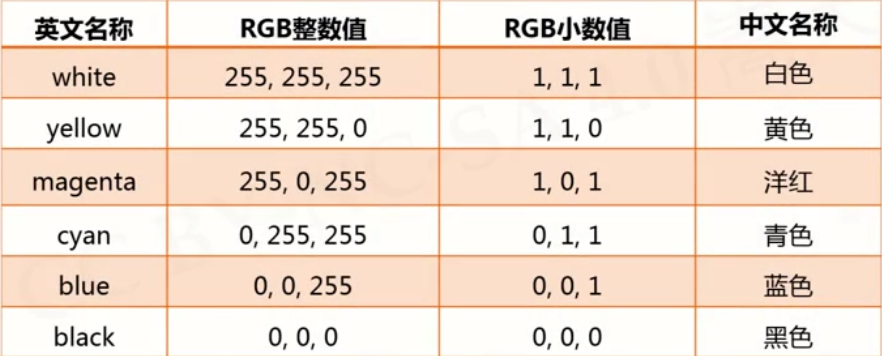 英文名称 RGB整数值 RGB小数值 中文名称
white 255, 255, 255 1, 1, 1 白色
yellow 255, 255, 0 1, 1, 0 黄色
magenta 255, 0, 255 1, 0, 1 洋红
cyan 0, 255, 255 0, 1, 1 青色
blue 0, 0, 255 0, 0, 1 蓝色
black 0, 0, 0 0, 0, 0 黑色